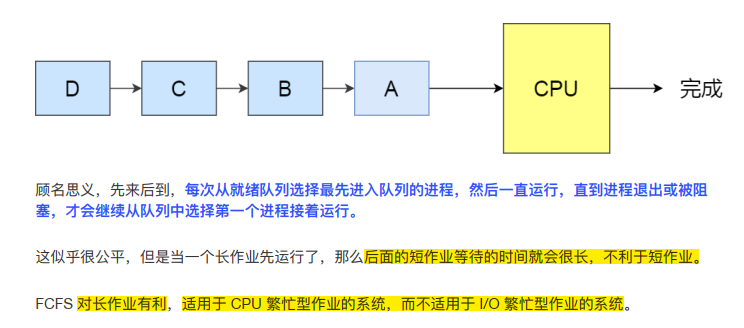 D C B A CPU 完成
顾名思义，先来后到，每次从就绪队列选择最先进入队列的进程，然后一直运行，直到进程退出或被阻
塞，才会继续从队列中选择第一个进程接着运行。
这似乎很公平，但是当一个长作业先运行了，那么后面的短作业等待的时间就会很长，不利于短作业。
FCFS 对长作业有利，适用于 CPU 繁忙型作业的系统，而不适用于 I/O 繁忙型作业的系统。